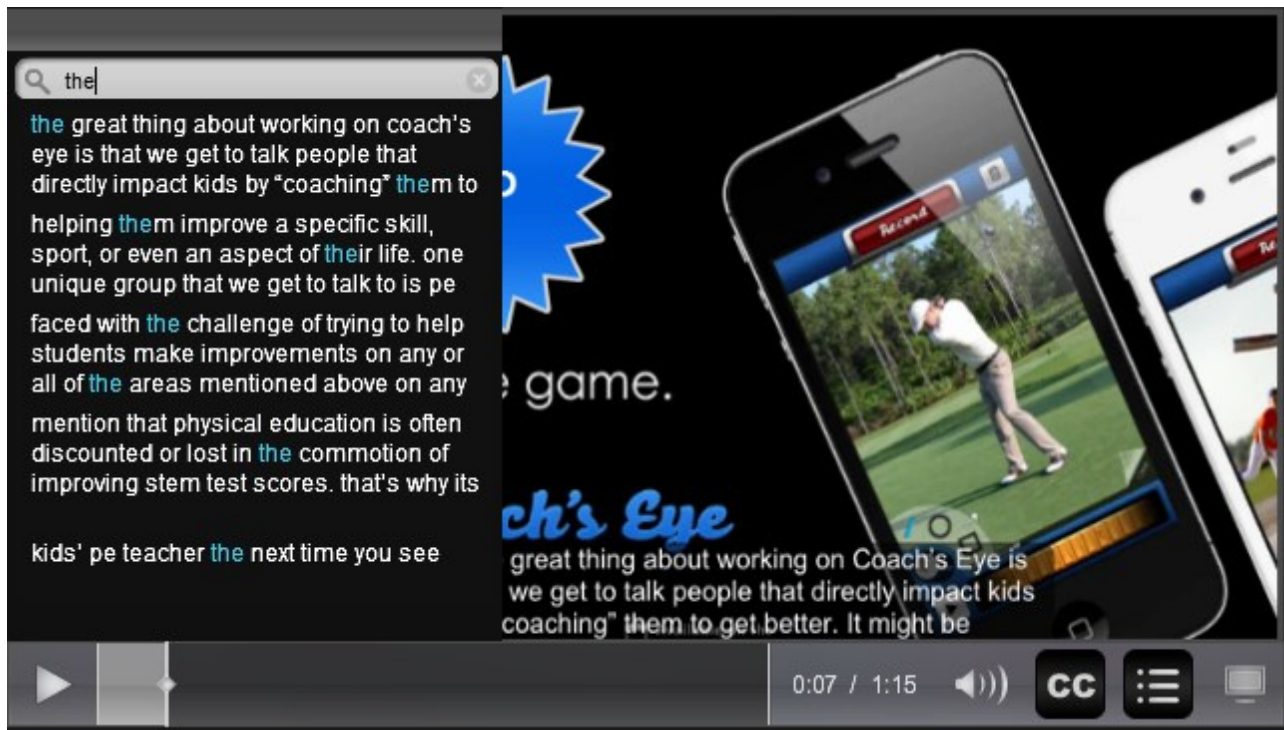 the
the great thing about working on coach's
eye is that we get to talk people that
directly impact kids by "coaching" them to
helping them improve a specific skill,
sport, or even an aspect of their life. one
unique group that we get to talk to is pe
faced with the challenge of trying to help
students make improvements on any or
all of the areas mentioned above on any
mention that physical education is often
discounted or lost in the commotion of
improving stem test scores. that's why its
kids' pe teacher the next time you see
Record
game.
ch's Eye
great thing about working on Coach's Eye is
we get to talk people that directly impact kids
coaching" them to get better. It might be
0:07 / 1:15
CC